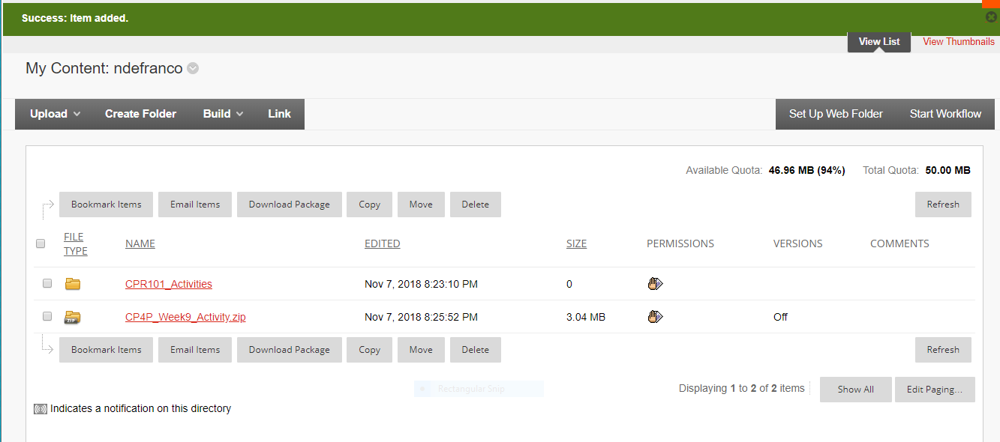 Success: Item added.
View List View Thumbnails
My Content: ndefranco
Upload Create Folder Build Link Set Up Web Folder Start Workflow
Available Quota: 46.96 MB (94%) Total Quota: 50.00 MB
Bookmark Items Email Items Download Package Copy Move Delete Refresh
FILE TYPE NAME EDITED SIZE PERMISSIONS VERSIONS COMMENTS
CPR101_Activities Nov 7, 2018 8:23:10 PM 0
ZIP CP4P_Week9_Activity.zip Nov 7, 2018 8:25:52 PM 3.04 MB Off
Bookmark Items Email Items Download Package Copy Move Delete Refresh
Rectangular Snip
Displaying 1 to 2 of 2 items Show All Edit Paging...
Indicates a notification on this directory